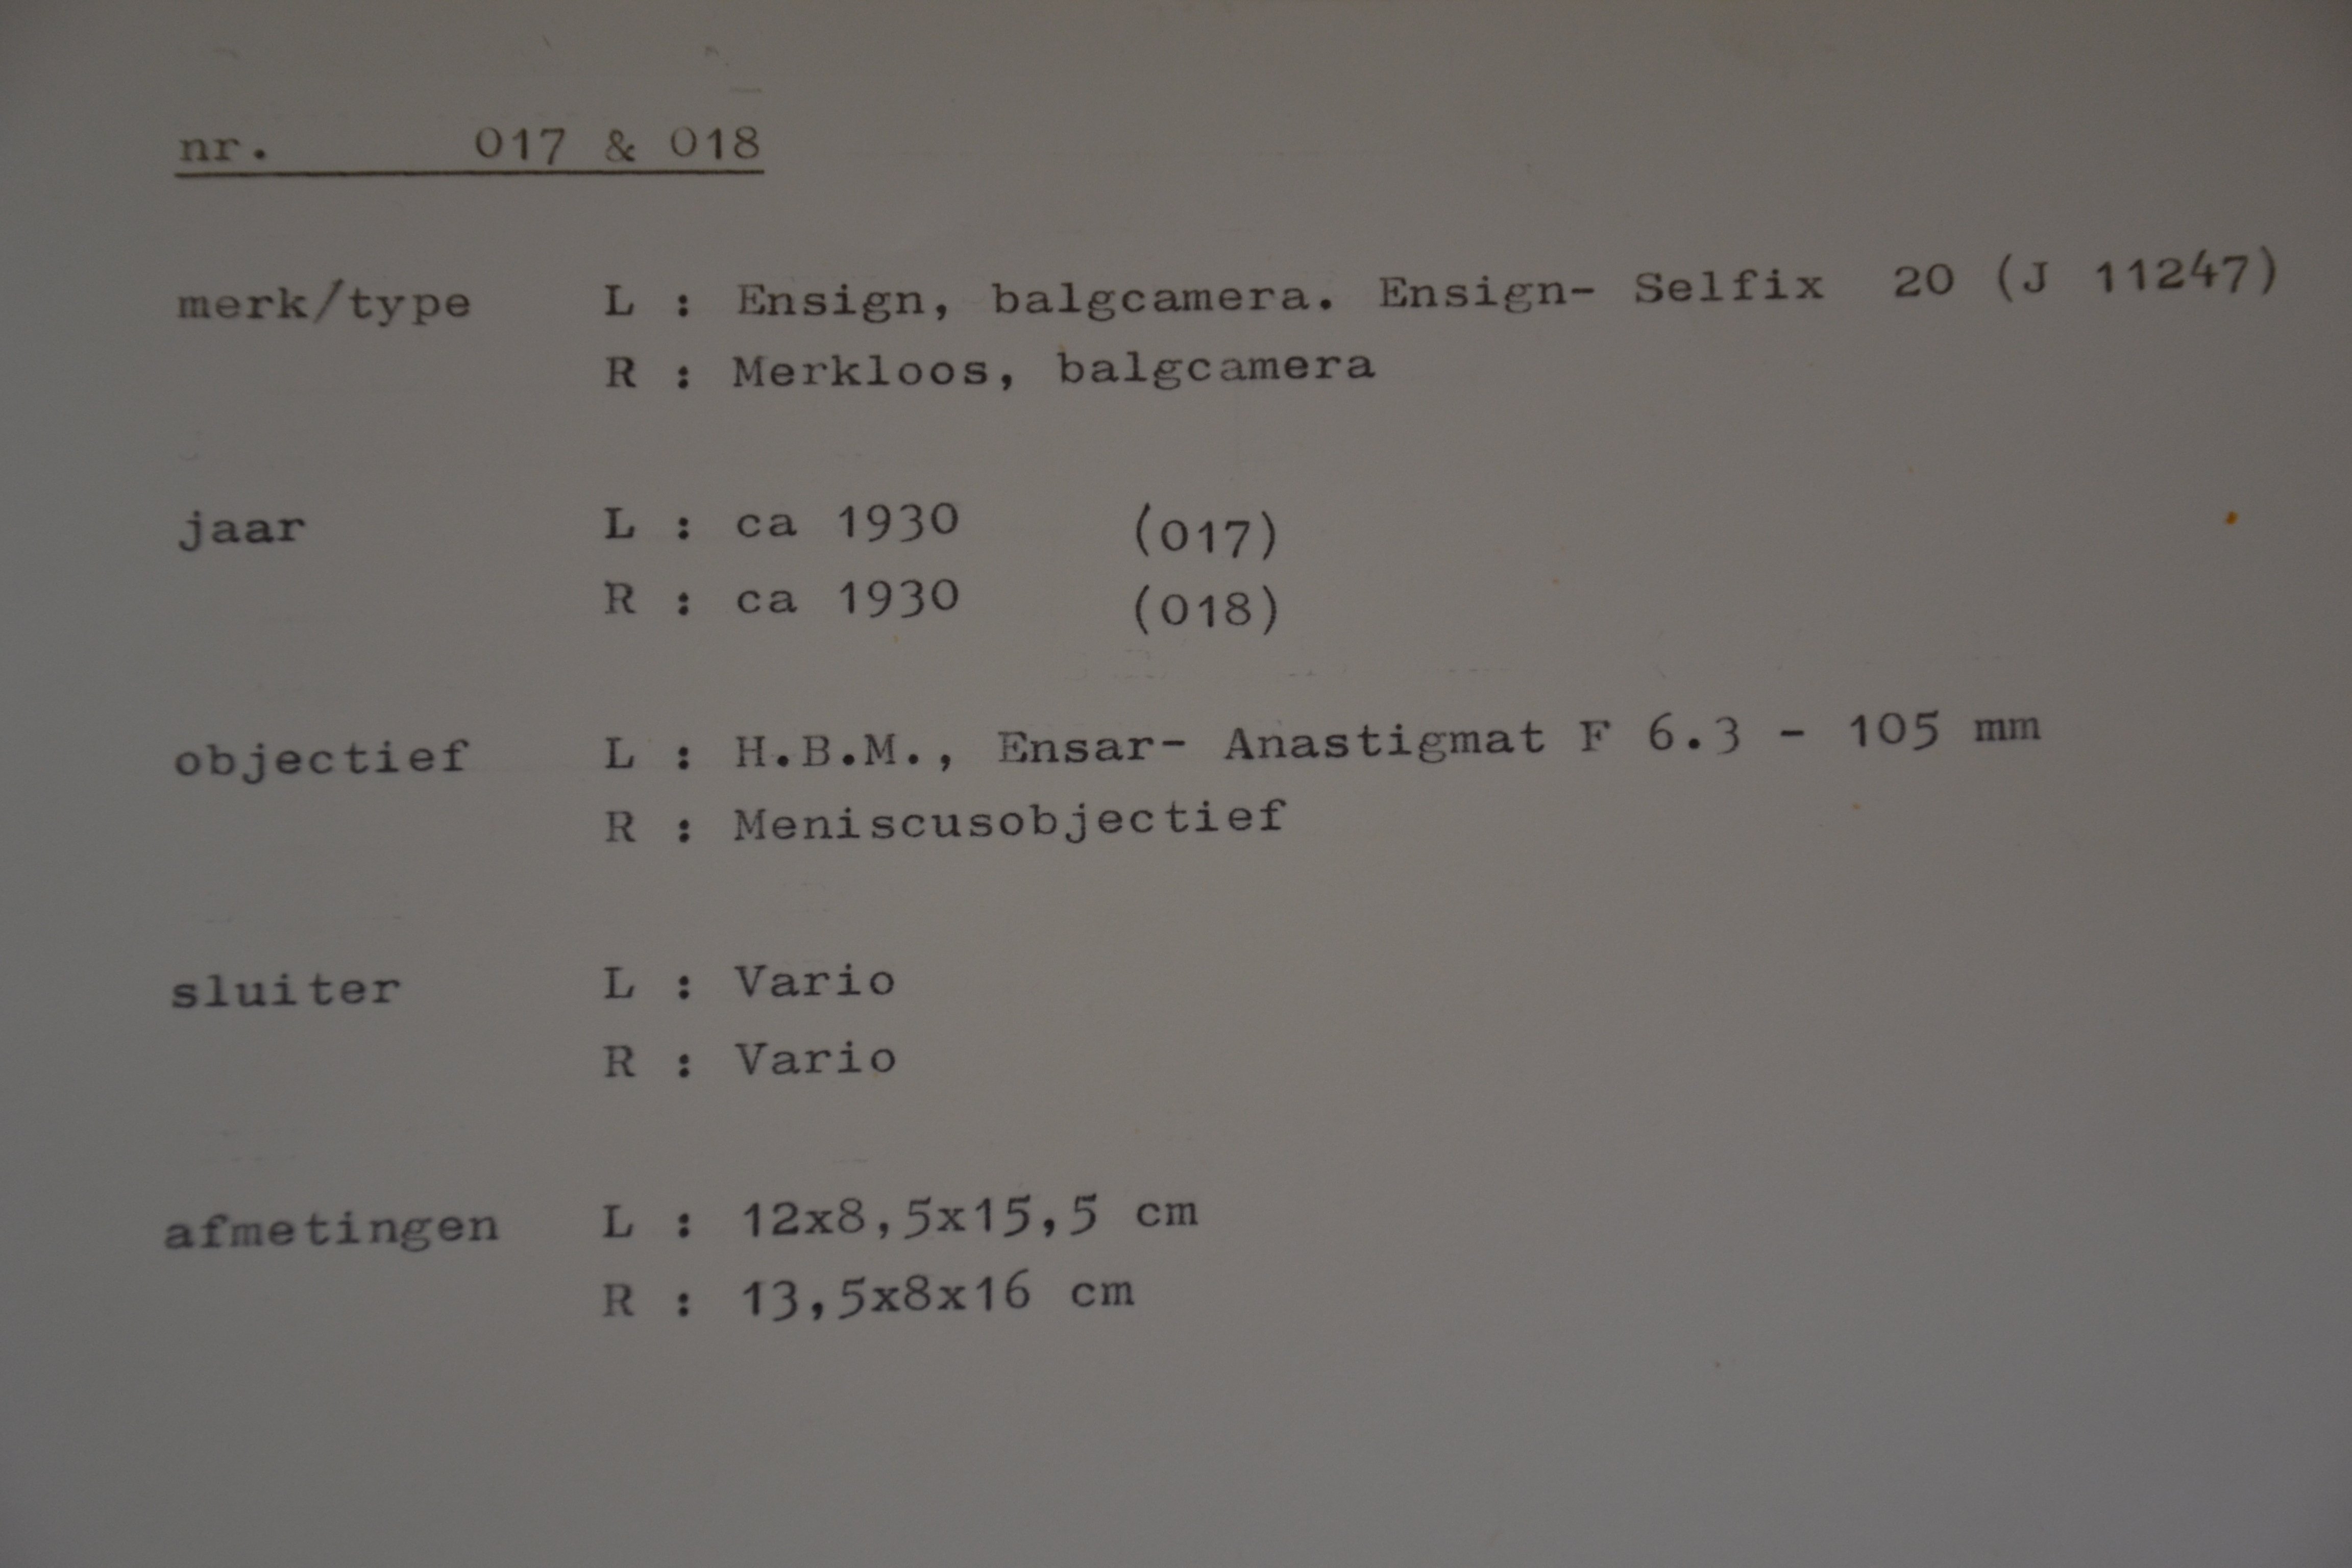 nr. 017 & 018
merk/type L : Ensign, balgcamera. Ensign- Selfix 20 (J 11247)
R : Merkloos, balgcamera
jaar L : ca 1930 (017)
R : ca 1930 (018)
objectief L : H.B.M., Ensar- Anastigmat F 6.3 - 105 mm
R : Meniscusobjectief
sluiter L : Vario
R : Vario
afmetingen L : 12x8,5x15,5 cm
R : 13,5x8x16 cm